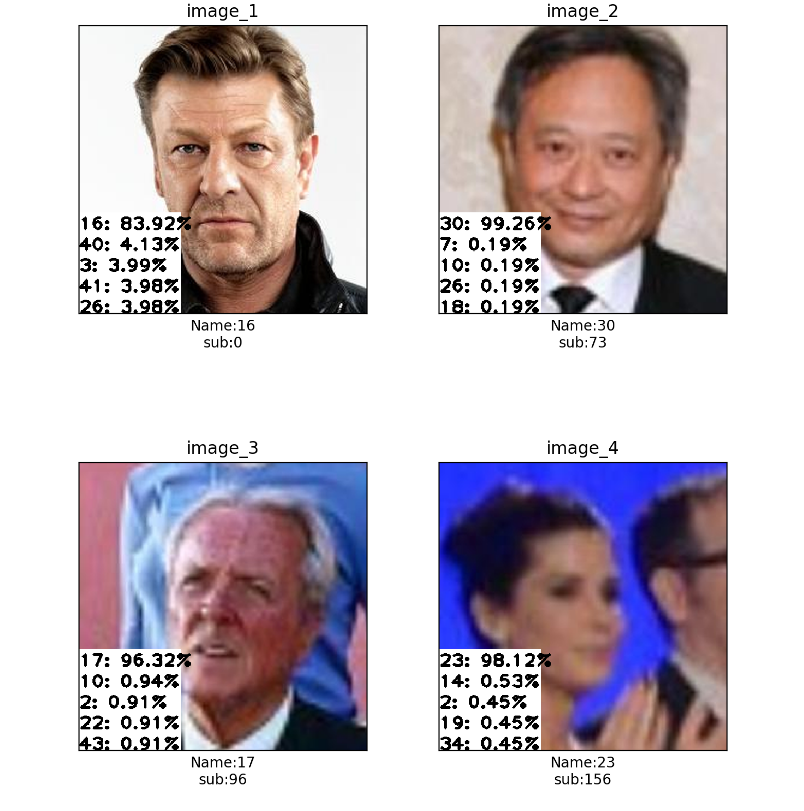 image_1
16: 83.92%
40: 4.13%
3: 3.99%
41: 3.98%
26: 3.98%
Name:16
sub:0
image_2
30: 99.26%
7: 0.19%
10: 0.19%
26: 0.19%
18: 0.19%
Name:30
sub:73
image_3
17: 96.32%
10: 0.94%
2: 0.91%
22: 0.91%
43: 0.91%
Name:17
sub:96
image_4
23: 98.12%
14: 0.53%
2: 0.45%
19: 0.45%
34: 0.45%
Name:23
sub:156